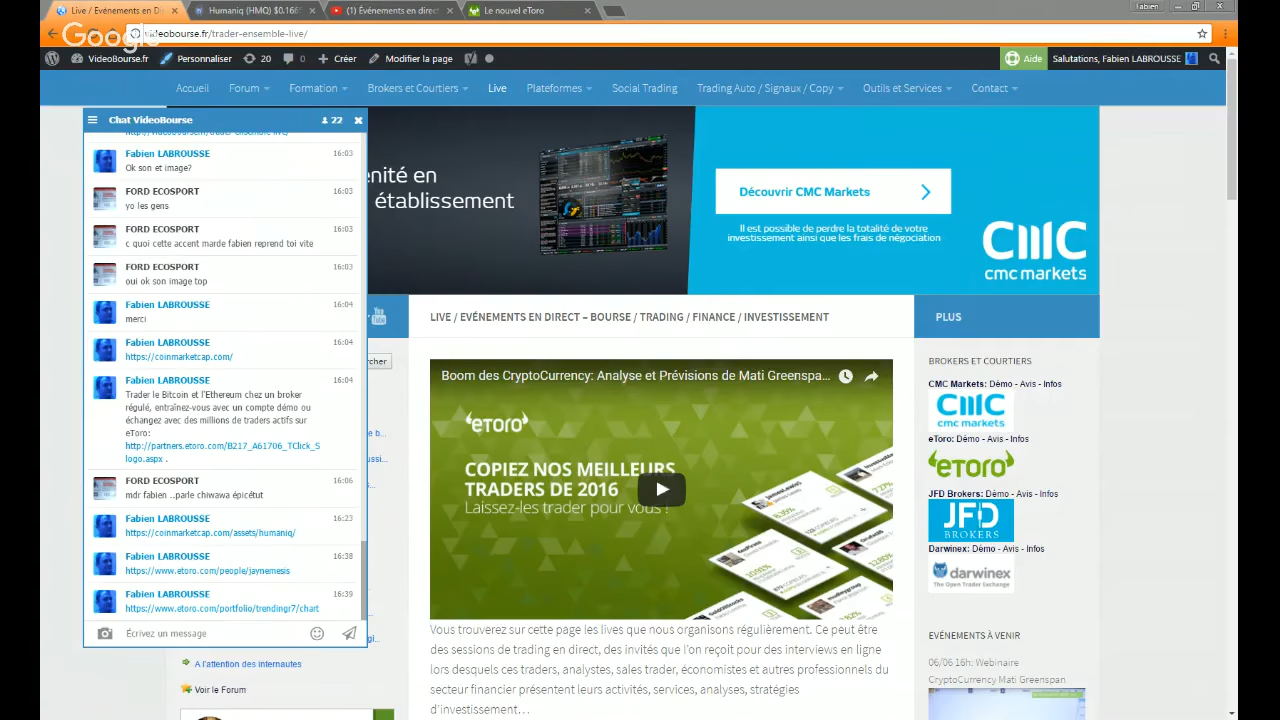 Live / Evenements en Dire
Humaniq (HMQ) $0.166
(1) Événements en direct
Le nouvel eToro
Fabien
Google
videobourse.fr/trader-ensemble-live/
VideoBourse.fr
Personnaliser
20
0
Créer
Modifier la page
Aide
Salutations, Fabien LABROUSSE
Accueil
Forum
Formation
Brokers et Courtiers
Live
Plateformes
Social Trading
Trading Auto / Signaux / Copy
Outils et Services
Contact
Chat VideoBourse
22
Fabien LABROUSSE
16:03
Ok son et image?
FORD ECOSPORT
16:03
yo les gens
FORD ECOSPORT
16:03
c quoi cette accent marde fabien reprend toi vite
FORD ECOSPORT
16:03
oui ok son image top
Fabien LABROUSSE
16:04
merci
Fabien LABROUSSE
16:04
https://coinmarketcap.com/
Fabien LABROUSSE
16:04
Trader le Bitcoin et l'Ethereum chez un broker
régulé, entraînez-vous avec un compte démo ou
échangez avec des millions de traders actifs sur
eToro:
http://partners.etoro.com/B217_A61706_TClick_S
logo.aspx .
FORD ECOSPORT
16:06
mdr fabien ..parle chiwawa épicétut
Fabien LABROUSSE
16:23
https://coinmarketcap.com/assets/humaniq/
Fabien LABROUSSE
16:38
https://www.etoro.com/people/jaynemesis
Fabien LABROUSSE
16:39
https://www.etoro.com/portfolio/trendingr7/chart
Écrivez un message
A l'attention des internautes
Voir le Forum
enité en
établissement
Découvrir CMC Markets
Il est possible de perdre la totalité de votre
investissement ainsi que les frais de négociation
cmc
cmc markets
You Tube
cher
LIVE / EVÉNEMENTS EN DIRECT – BOURSE / TRADING / FINANCE / INVESTISSEMENT
Boom des CryptoCurrency: Analyse et Prévisions de Mati Greenspa...
eToro
COPIEZ NOS MEILLEURS
TRADERS DE 2016
Laissez-les trader pour vous !
Vous trouverez sur cette page les lives que nous organisons régulièrement. Ce peut être
des sessions de trading en direct, des invités que l'on reçoit pour des interviews en ligne
lors desquels ces traders, analystes, sales trader, économistes et autres professionnels du
secteur financier présentent leurs activités, services, analyses, stratégies
d'investissement…
PLUS
BROKERS ET COURTIERS
CMC Markets: Démo - Avis - Infos
cmc
cmc markets
eToro: Démo - Avis - Infos
eToro
JFD Brokers: Démo - Avis - Infos
JFD
BROKERS
Darwinex: Démo - Avis - Infos
darwinex
The Open Trader Exchange
EVÉNEMENTS À VENIR
06/06 16h: Webinaire
CryptoCurrency Mati Greenspan